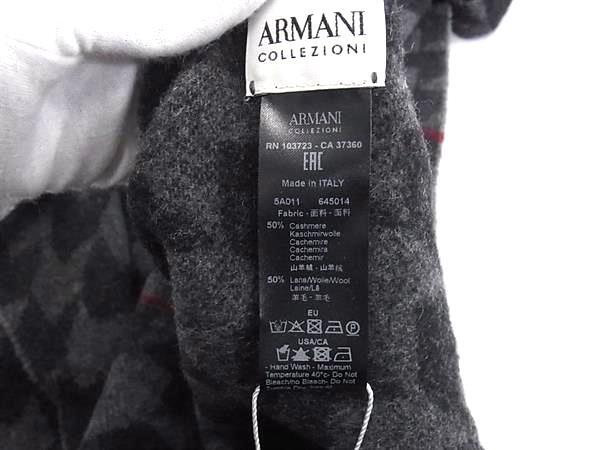 ARMANI
COLLEZIONI
ARMANI
COLLEZIONI
RN 103723 - CA 37360
EAC
Made in ITALY
5A011 645014
Fabric - 面料 - 面料
50% Cashmere
Kaschmirwolle
Cachemire
Cachemira
Cachemir
山羊绒 - 山羊絨
50% Lana/Wolle/Wool
Laine/Lã
羊毛 - 羊毛
EU
USA/CA
- Hand Wash - Maximum
Temperature 40°c- Do Not
Bleach/no Bleach- Do Not